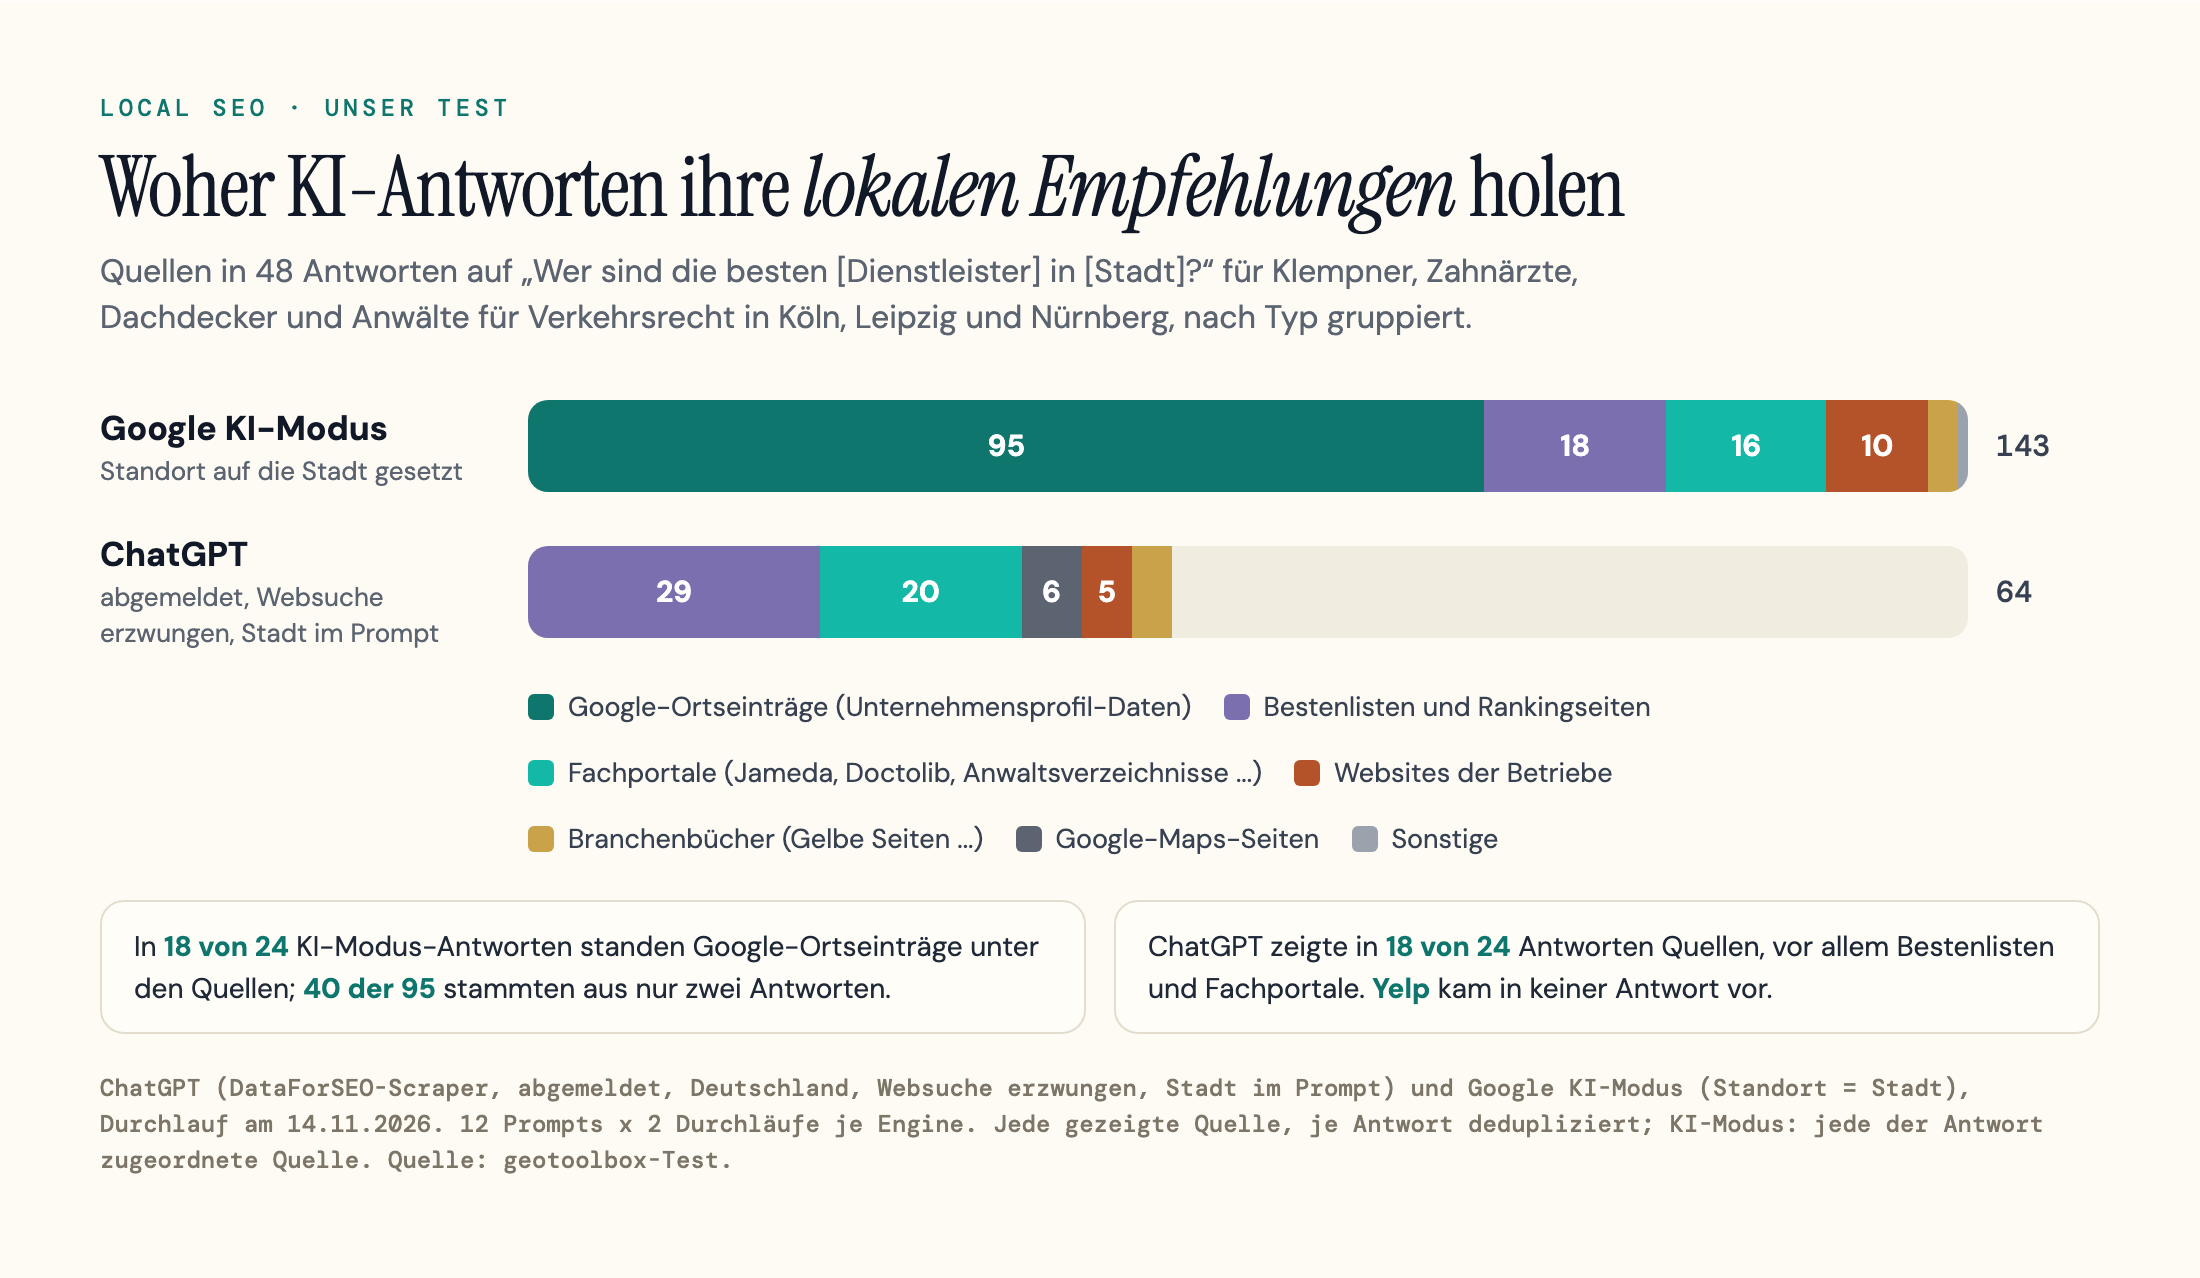 LOCAL SEO · UNSER TEST
Woher KI-Antworten ihre lokalen Empfehlungen holen
Quellen in 48 Antworten auf „Wer sind die besten [Dienstleister] in [Stadt]?“ für Klempner, Zahnärzte,
Dachdecker und Anwälte für Verkehrsrecht in Köln, Leipzig und Nürnberg, nach Typ gruppiert.
Google KI-Modus
Standort auf die Stadt gesetzt
95 18 16 10 143
ChatGPT
abgemeldet, Websuche
erzwungen, Stadt im Prompt
29 20 6 5 64
Google-Ortseinträge (Unternehmensprofil-Daten) Bestenlisten und Rankingseiten
Fachportale (Jameda, Doctolib, Anwaltsverzeichnisse ...) Websites der Betriebe
Branchenbücher (Gelbe Seiten ...) Google-Maps-Seiten Sonstige
In 18 von 24 KI-Modus-Antworten standen Google-Ortseinträge unter
den Quellen; 40 der 95 stammten aus nur zwei Antworten.
ChatGPT zeigte in 18 von 24 Antworten Quellen, vor allem Bestenlisten
und Fachportale. Yelp kam in keiner Antwort vor.
ChatGPT (DataForSEO-Scraper, abgemeldet, Deutschland, Websuche erzwungen, Stadt im Prompt) und Google KI-Modus (Standort = Stadt),
Durchlauf am 14.11.2026. 12 Prompts x 2 Durchläufe je Engine. Jede gezeigte Quelle, je Antwort dedupliziert; KI-Modus: jede der Antwort
zugeordnete Quelle. Quelle: geotoolbox-Test.